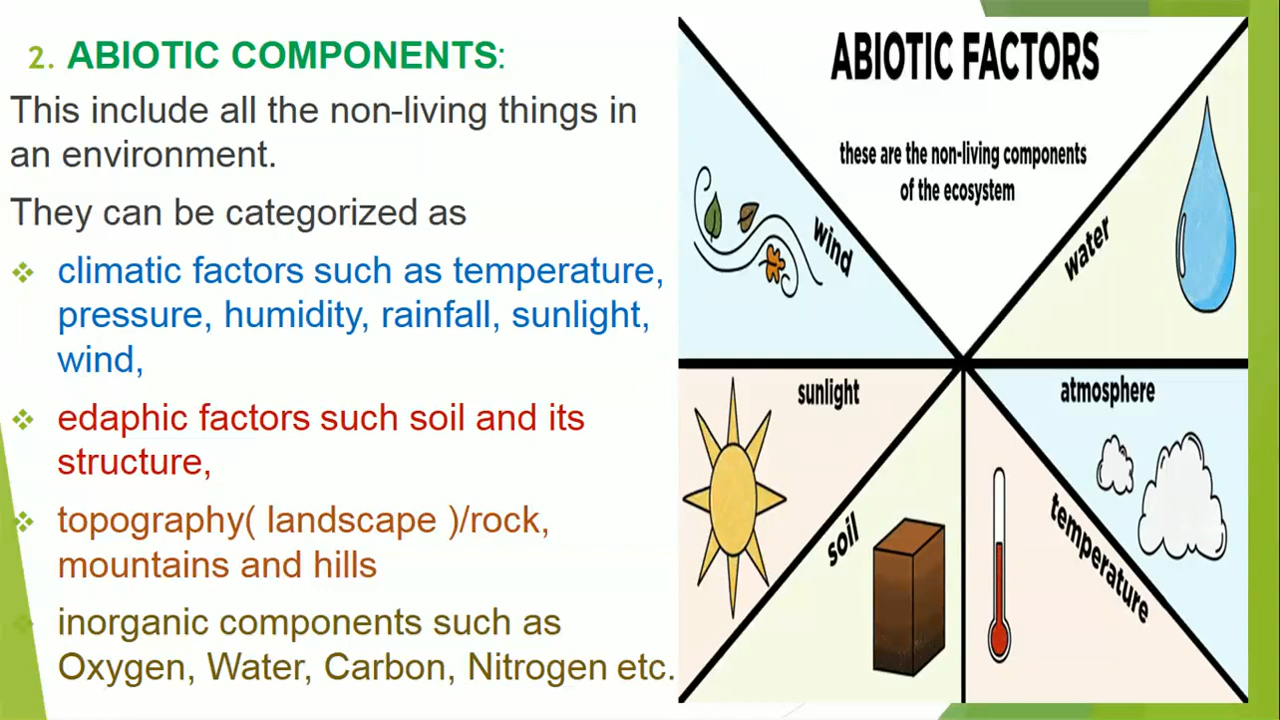 2. ABIOTIC COMPONENTS:
This include all the non-living things in
an environment.
They can be categorized as
climatic factors such as temperature,
pressure, humidity, rainfall, sunlight,
wind,
edaphic factors such soil and its
structure,
topography( landscape )/rock,
mountains and hills
inorganic components such as
Oxygen, Water, Carbon, Nitrogen etc.
ABIOTIC FACTORS
these are the non-living components
of the ecosystem
wind
water
sunlight
atmosphere
soil
temperature